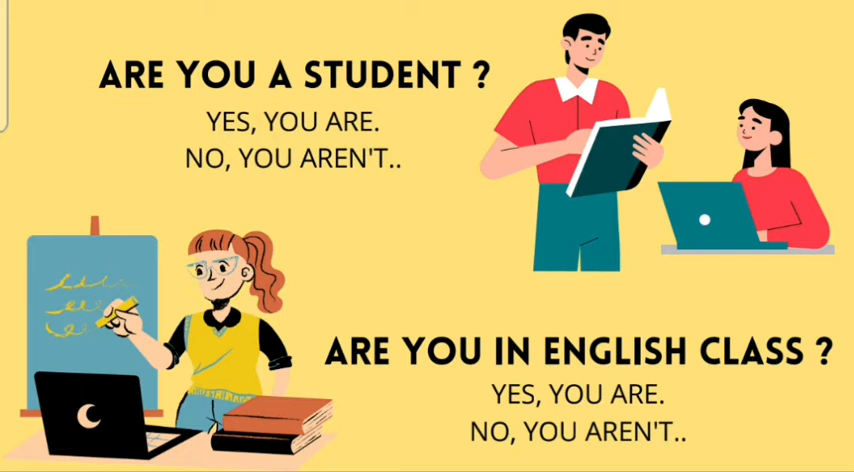 ARE YOU A STUDENT ?
YES, YOU ARE.
NO, YOU AREN'T..
ARE YOU IN ENGLISH CLASS ?
YES, YOU ARE.
NO, YOU AREN'T..